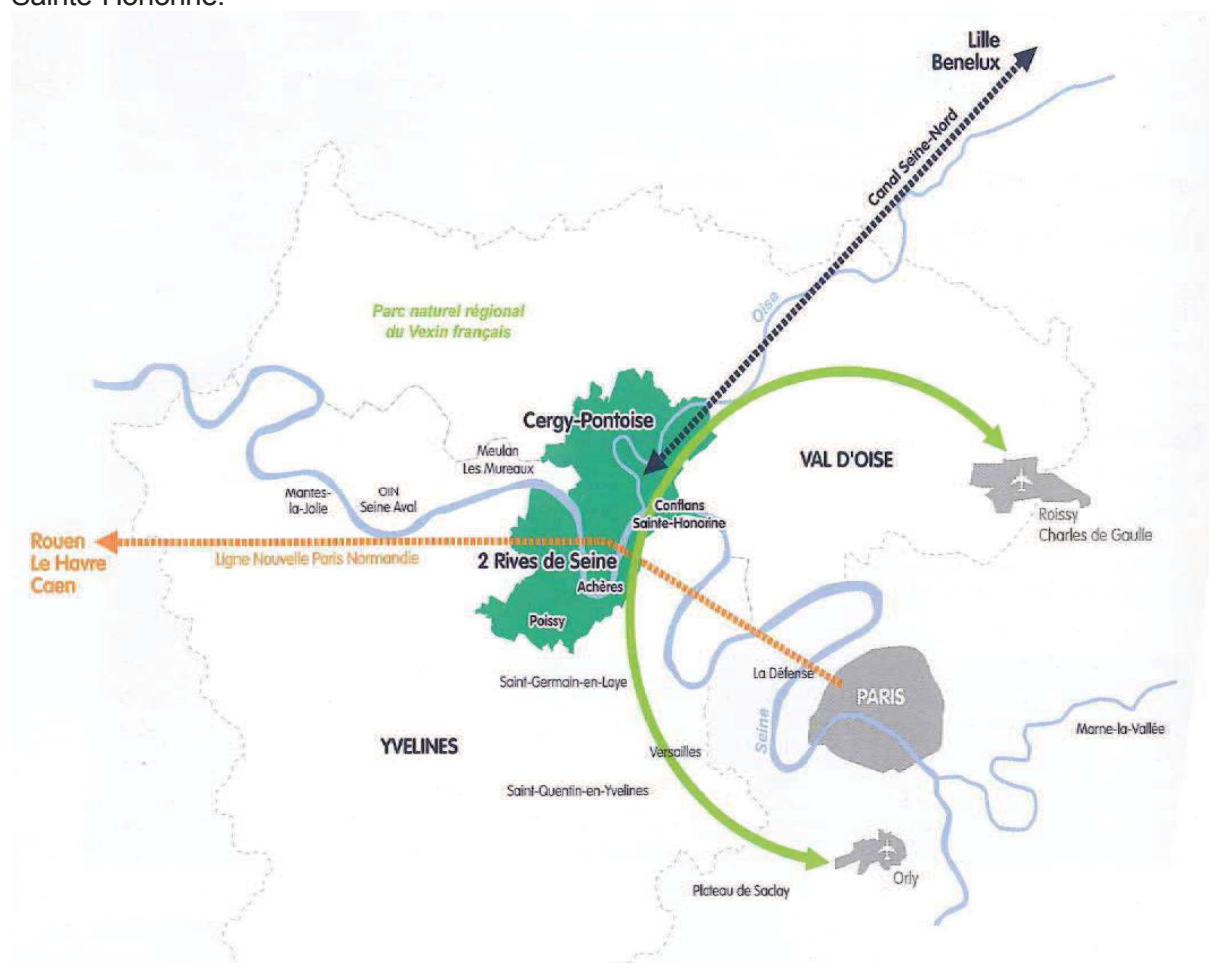 Sainte-Honorine.
Lille
Benelux
Canal Seine-Nord
Oise
Parc naturel régional
du Vexin français
Cergy-Pontoise
Meulan
Les Mureaux
VAL D'OISE
Mantes-
la-Jolie
OIN
Seine Aval
Conflans
Sainte-Honorine
Roissy
Charles de Gaulle
Rouen
Le Havre
Caen
Ligne Nouvelle Paris Normandie
2 Rives de Seine
Achères
Poissy
La Défense
Saint-Germain-en-Laye
PARIS
Seine
Marne-la-Vallée
YVELINES
Versailles
Saint-Quentin-en-Yvelines
Orly
Plateau de Saclay